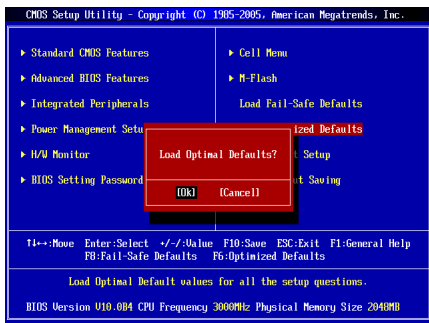 CMOS Setup Utility - Copyright (C) 1985-2005, American Megatrends, Inc.
▶ Standard CMOS Features
▶ Cell Menu
▶ Advanced BIOS Features
▶ M-Flash
▶ Integrated Peripherals
Load Fail-Safe Defaults
▶ Power Management Setu
ized Defaults
▶ H/W Monitor
t Setup
▶ BIOS Setting Password
ut Saving
Load Optimal Defaults?
[Ok] [Cancel]
↑↓←→:Move Enter:Select +/-/:Value F10:Save ESC:Exit F1:General Help
F8:Fail-Safe Defaults F6:Optimized Defaults
Load Optimal Default values for all the setup questions.
BIOS Version V10.0B4 CPU Frequency 3000MHz Physical Memory Size 2048MB